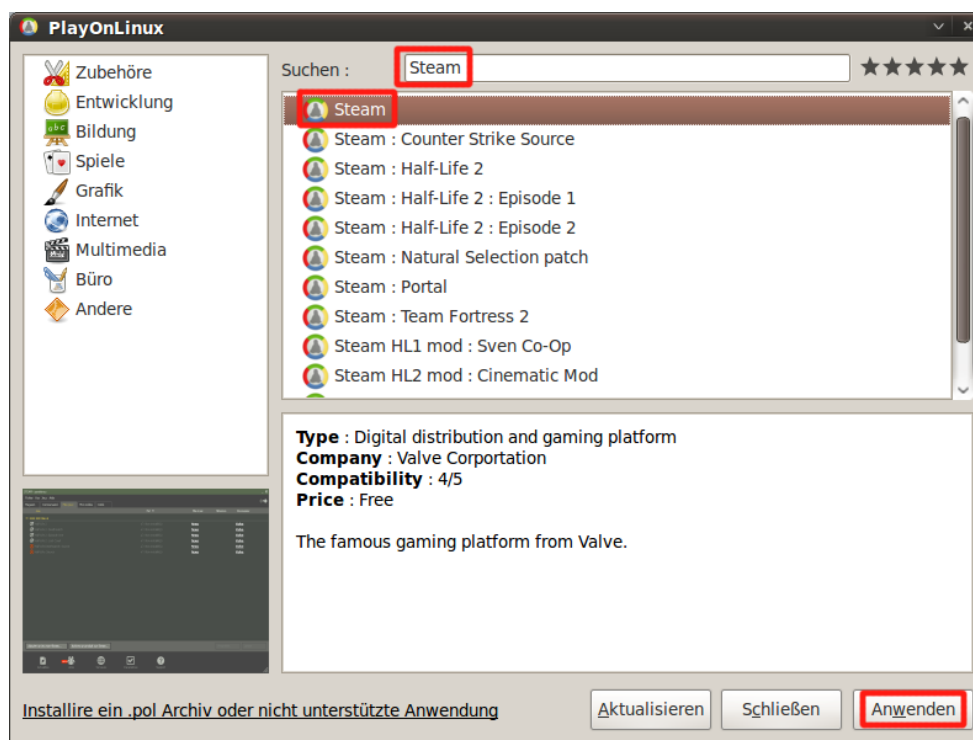 PlayOnLinux
Zubehöre
Entwicklung
Bildung
Spiele
Grafik
Internet
Multimedia
Büro
Andere
Suchen : Steam
Steam
Steam : Counter Strike Source
Steam : Half-Life 2
Steam : Half-Life 2 : Episode 1
Steam : Half-Life 2 : Episode 2
Steam : Natural Selection patch
Steam : Portal
Steam : Team Fortress 2
Steam HL1 mod : Sven Co-Op
Steam HL2 mod : Cinematic Mod
Type : Digital distribution and gaming platform
Company : Valve Corportation
Compatibility : 4/5
Price : Free
The famous gaming platform from Valve.
Installire ein .pol Archiv oder nicht unterstützte Anwendung
Aktualisieren
Schließen
Anwenden